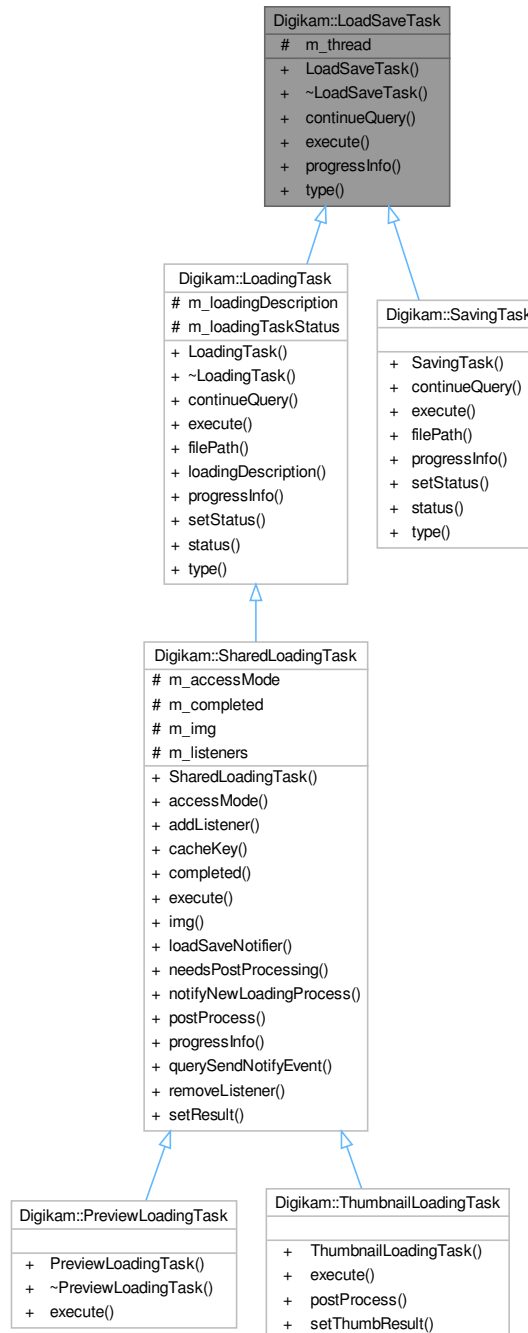 Digikam::LoadSaveTask
# m_thread
+ LoadSaveTask()
+ ~LoadSaveTask()
+ continueQuery()
+ execute()
+ progressInfo()
+ type()
Digikam::LoadingTask
# m_loadingDescription
# m_loadingTaskStatus
+ LoadingTask()
+ ~LoadingTask()
+ continueQuery()
+ execute()
+ filePath()
+ loadingDescription()
+ progressInfo()
+ setStatus()
+ status()
+ type()
Digikam::SavingTask
+ SavingTask()
+ continueQuery()
+ execute()
+ filePath()
+ progressInfo()
+ setStatus()
+ status()
+ type()
Digikam::SharedLoadingTask
# m_accessMode
# m_completed
# m_img
# m_listeners
+ SharedLoadingTask()
+ accessMode()
+ addListener()
+ cacheKey()
+ completed()
+ execute()
+ img()
+ loadSaveNotifier()
+ needsPostProcessing()
+ notifyNewLoadingProcess()
+ postProcess()
+ progressInfo()
+ querySendNotifyEvent()
+ removeListener()
+ setResult()
Digikam::PreviewLoadingTask
+ PreviewLoadingTask()
+ ~PreviewLoadingTask()
+ execute()
Digikam::ThumbnailLoadingTask
+ ThumbnailLoadingTask()
+ execute()
+ postProcess()
+ setThumbResult()